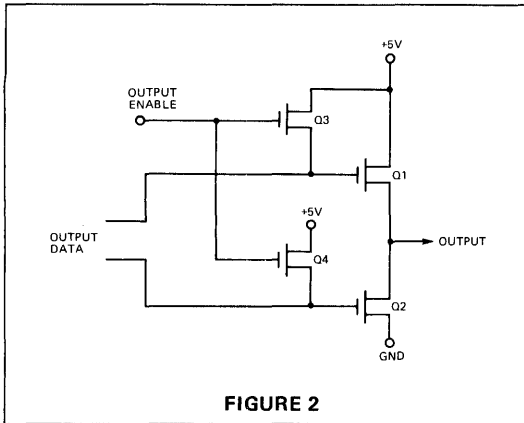 +5V
OUTPUT
ENABLE
Q3
Q1
+5V
OUTPUT
DATA
Q4
OUTPUT
Q2
GND
FIGURE 2